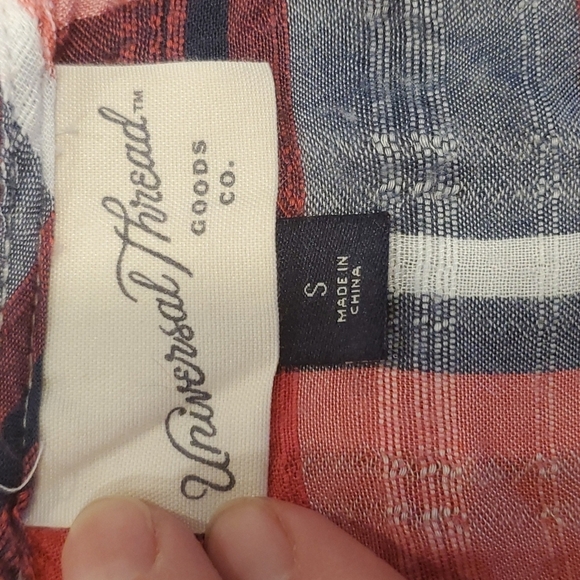 Universal Thread™
GOODS
CO.
S
MADE IN
CHINA